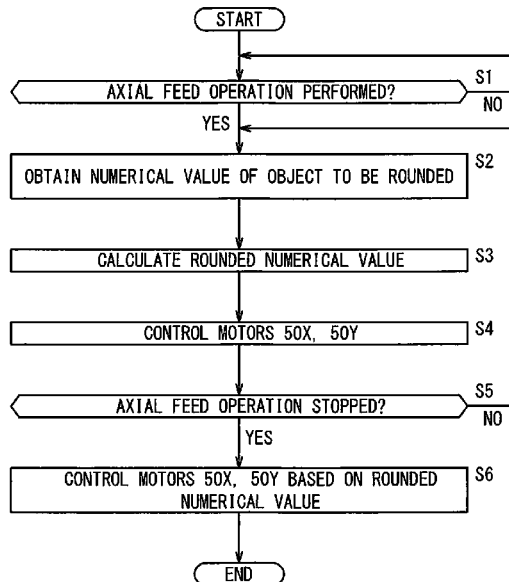 START
AXIAL FEED OPERATION PERFORMED?
S1
NO
YES
OBTAIN NUMERICAL VALUE OF OBJECT TO BE ROUNDED
S2
CALCULATE ROUNDED NUMERICAL VALUE
S3
CONTROL MOTORS 50X, 50Y
S4
AXIAL FEED OPERATION STOPPED?
S5
NO
YES
CONTROL MOTORS 50X, 50Y BASED ON ROUNDED
NUMERICAL VALUE
S6
END